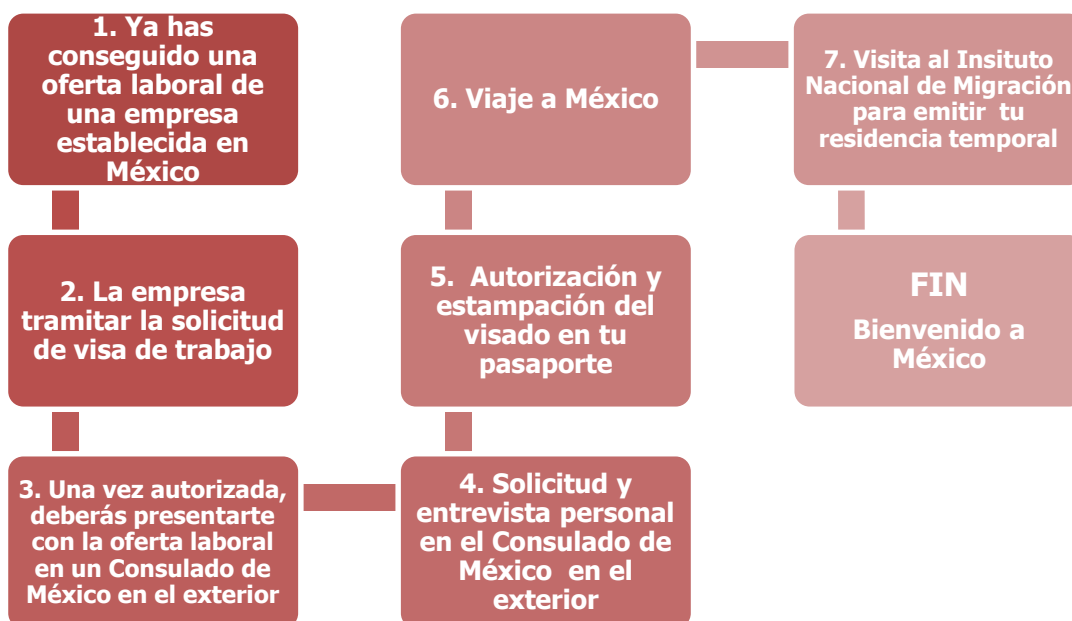 1. Ya has
conseguido una
oferta laboral de
una empresa
establecida en
México
2. La empresa
tramitar la solicitud
de visa de trabajo
3. Una vez autorizada,
deberás presentarte
con la oferta laboral
en un Consulado de
México en el exterior
4. Solicitud y
entrevista personal
en el Consulado de
México en el
exterior
5. Autorización y
estampación del
visado en tu
pasaporte
6. Viaje a México
7. Visita al Insituto
Nacional de Migración
para emitir tu
residencia temporal
FIN
Bienvenido a
México